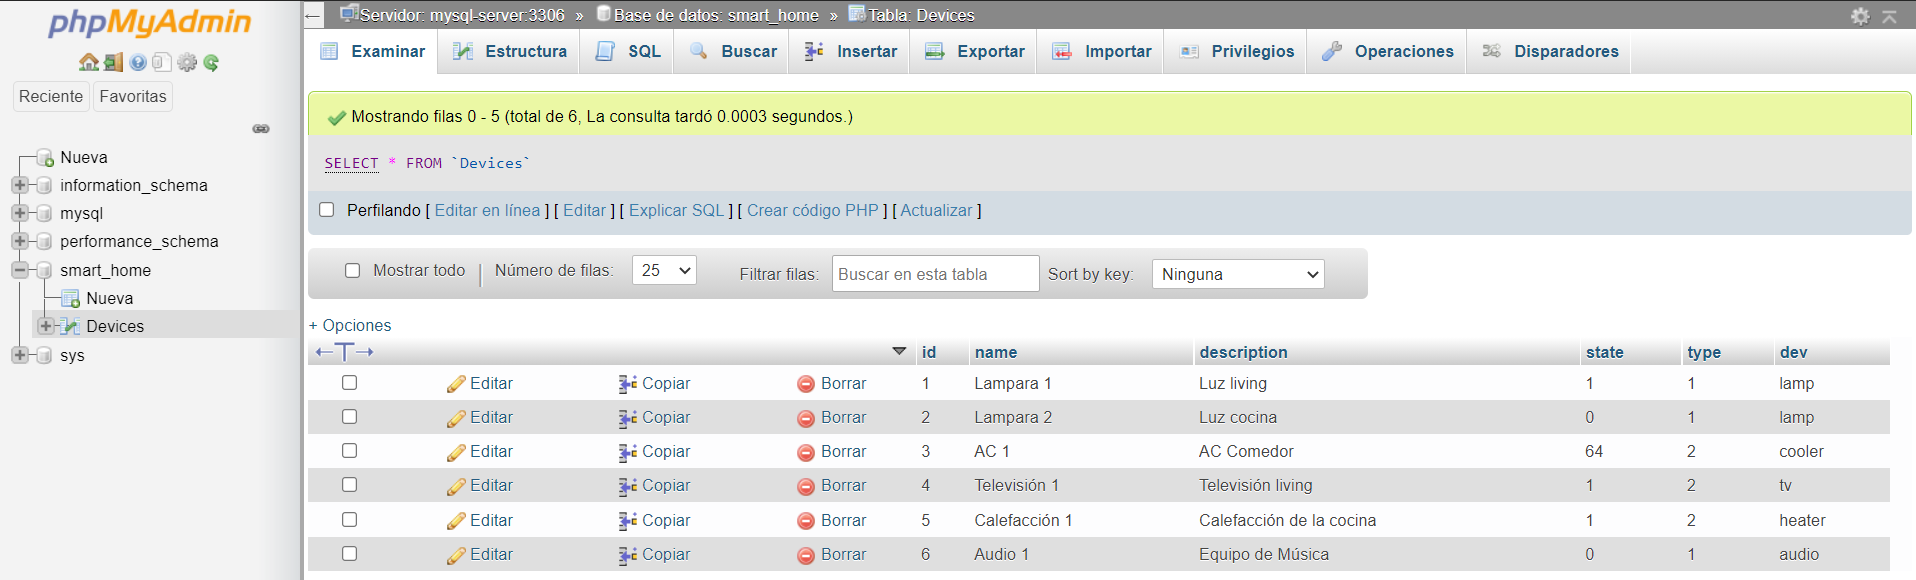 phpMyAdmin
Reciente Favoritas
Nueva
information_schema
mysql
performance_schema
smart_home
Nueva
Devices
sys
Servidor: mysql-server:3306 » Base de datos: smart_home » Tabla: Devices
Examinar Estructura SQL Buscar Insertar Exportar Importar Privilegios Operaciones Disparadores
Mostrando filas 0 - 5 (total de 6, La consulta tardó 0.0003 segundos.)
SELECT * FROM `Devices`
Perfilando [ Editar en línea ] [ Editar ] [ Explicar SQL ] [ Crear código PHP ] [ Actualizar ]
Mostrar todo | Número de filas: 25 Filtrar filas: Buscar en esta tabla Sort by key: Ninguna
+ Opciones
←T→ id name description state type dev
Editar Copiar Borrar 1 Lampara 1 Luz living 1 1 lamp
Editar Copiar Borrar 2 Lampara 2 Luz cocina 0 1 lamp
Editar Copiar Borrar 3 AC 1 AC Comedor 64 2 cooler
Editar Copiar Borrar 4 Televisión 1 Televisión living 1 2 tv
Editar Copiar Borrar 5 Calefacción 1 Calefacción de la cocina 1 2 heater
Editar Copiar Borrar 6 Audio 1 Equipo de Música 0 1 audio